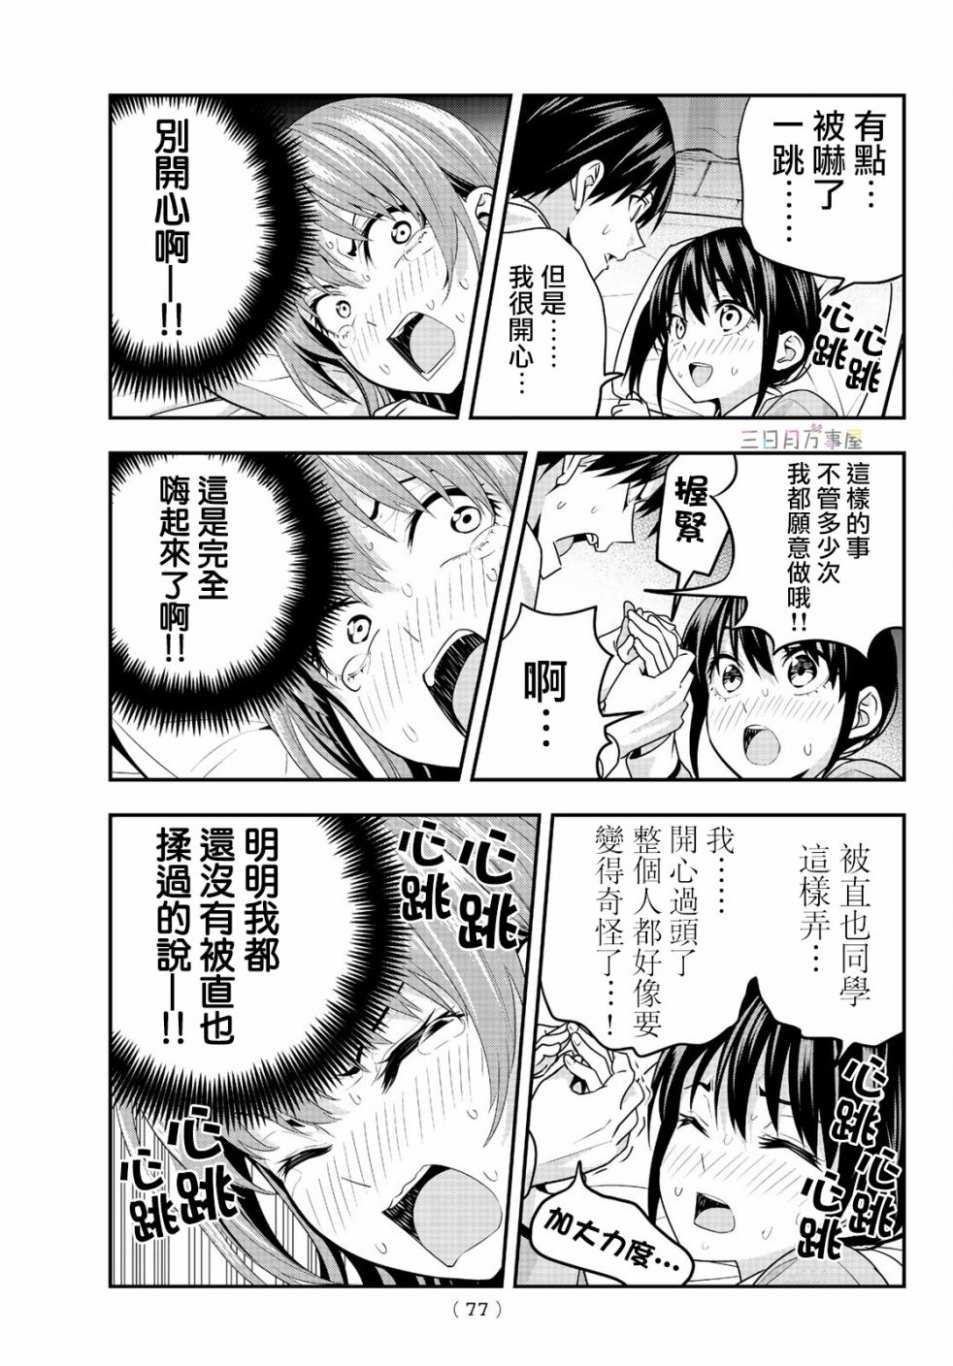 有點…
被嚇了
一跳……
但是……
我很開心…
心跳
心跳
別開心啊—!!
三日月万事屋
這樣的事
不管多少次
我都願意做哦!!
握緊
啊…
這是完全
嗨起來了啊!!
被直也同學
這樣弄…
我……
開心過頭了
整個人都好像要
變得奇怪了…!
心跳
心跳
心跳
加大力度…
明明我都
還沒有被直也
揉過的說—!!
心跳
心跳
心跳
心跳
(77)